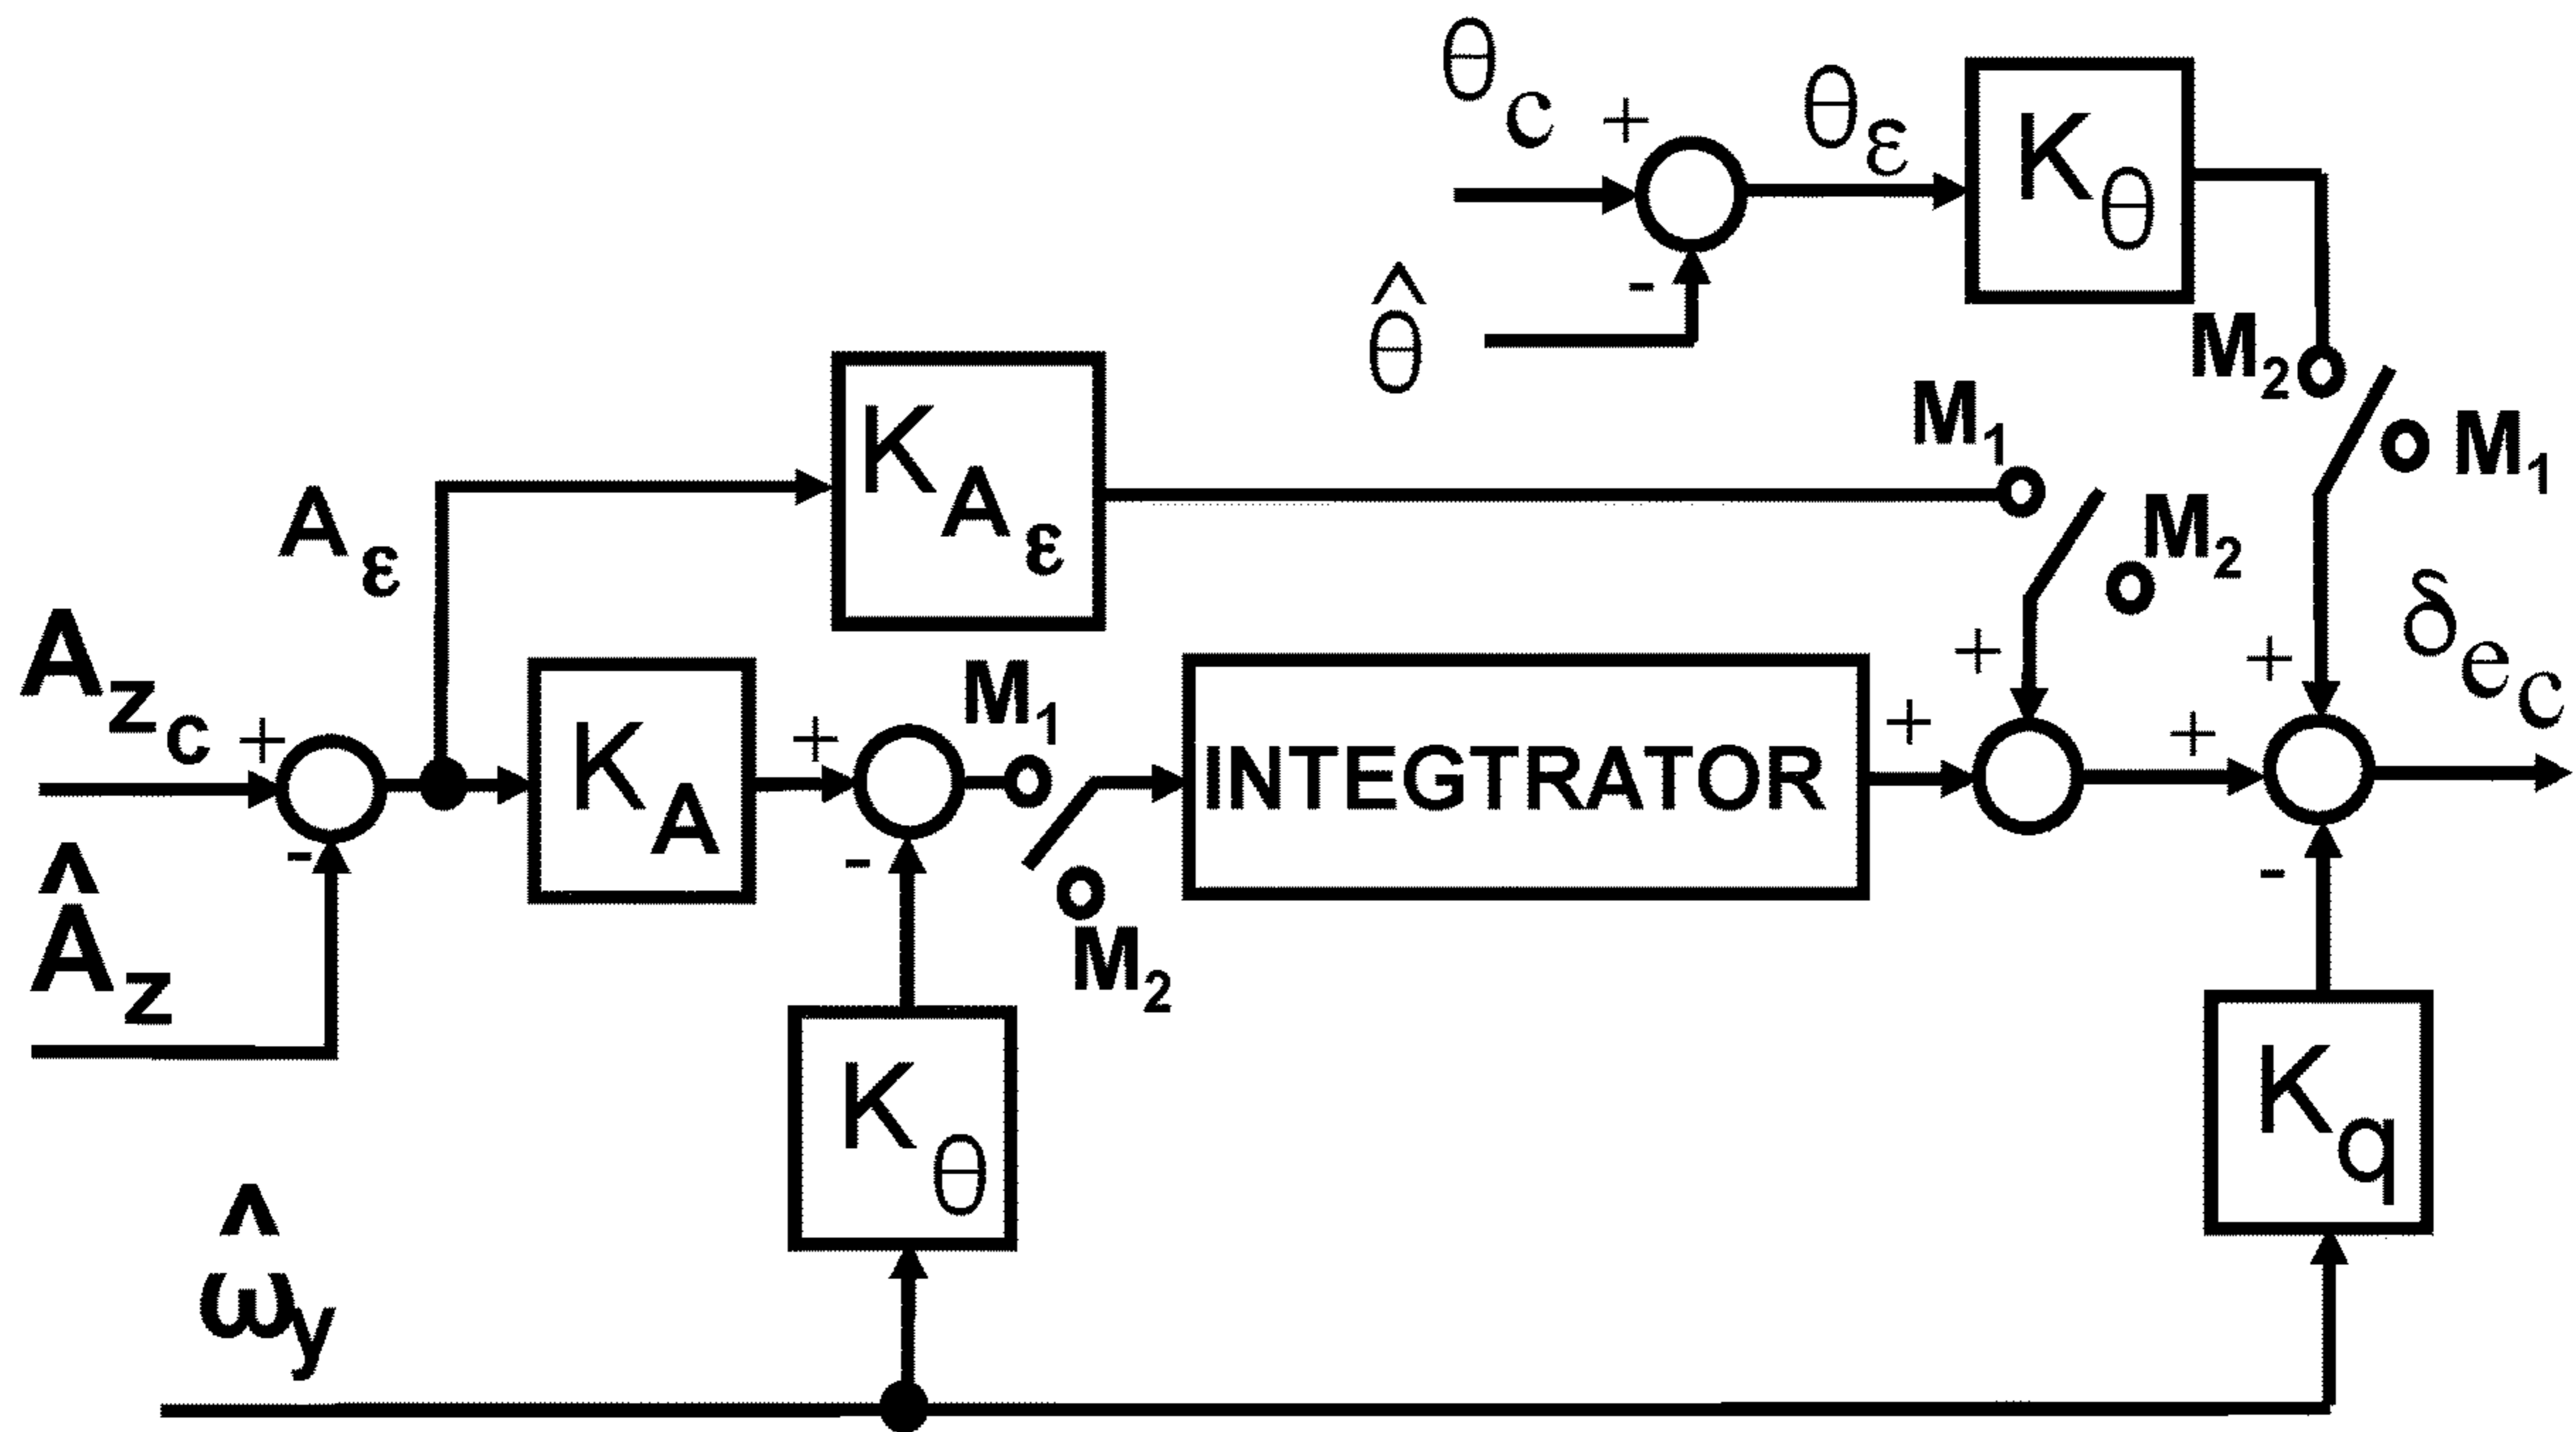 θc
+
θε
Kθ
-
θ̂
M2
M1
M1
M2
KAε
Aε
Azc
+
KA
+
M1
INTEGTRATOR
+
+
+
+
δec
-
Âz
-
M2
-
Kθ
Kq
ω̂y